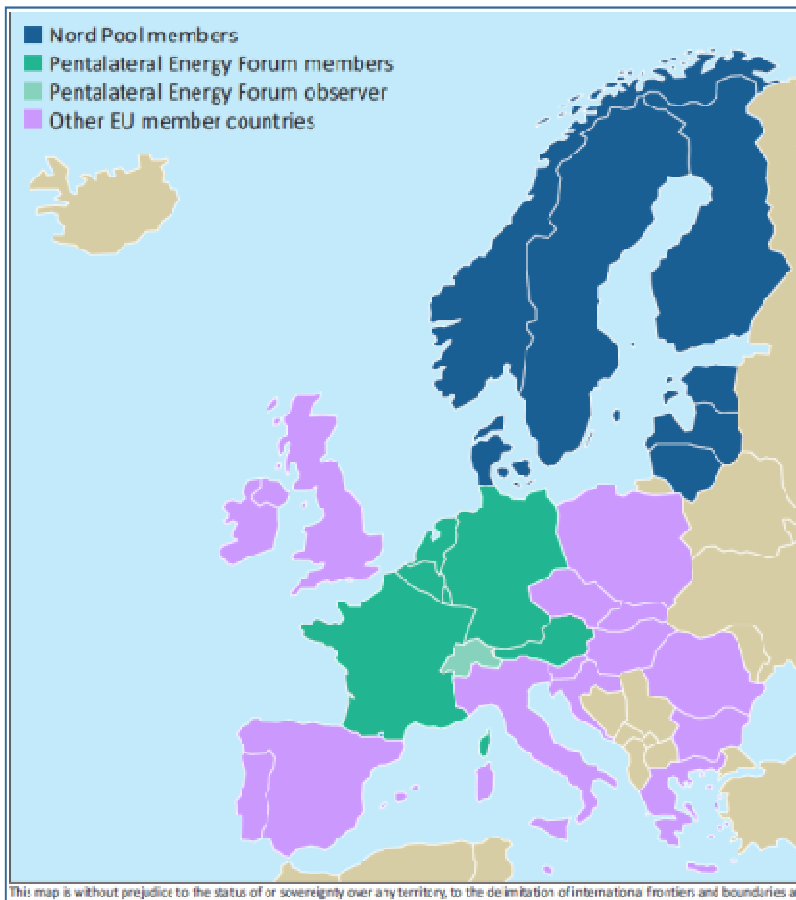 Nord Pool members
Pentalateral Energy Forum members
Pentalateral Energy Forum observer
Other EU member countries
This map is without prejudice to the status of or sovereignty over any territory, to the delimitation of international frontiers and boundaries a